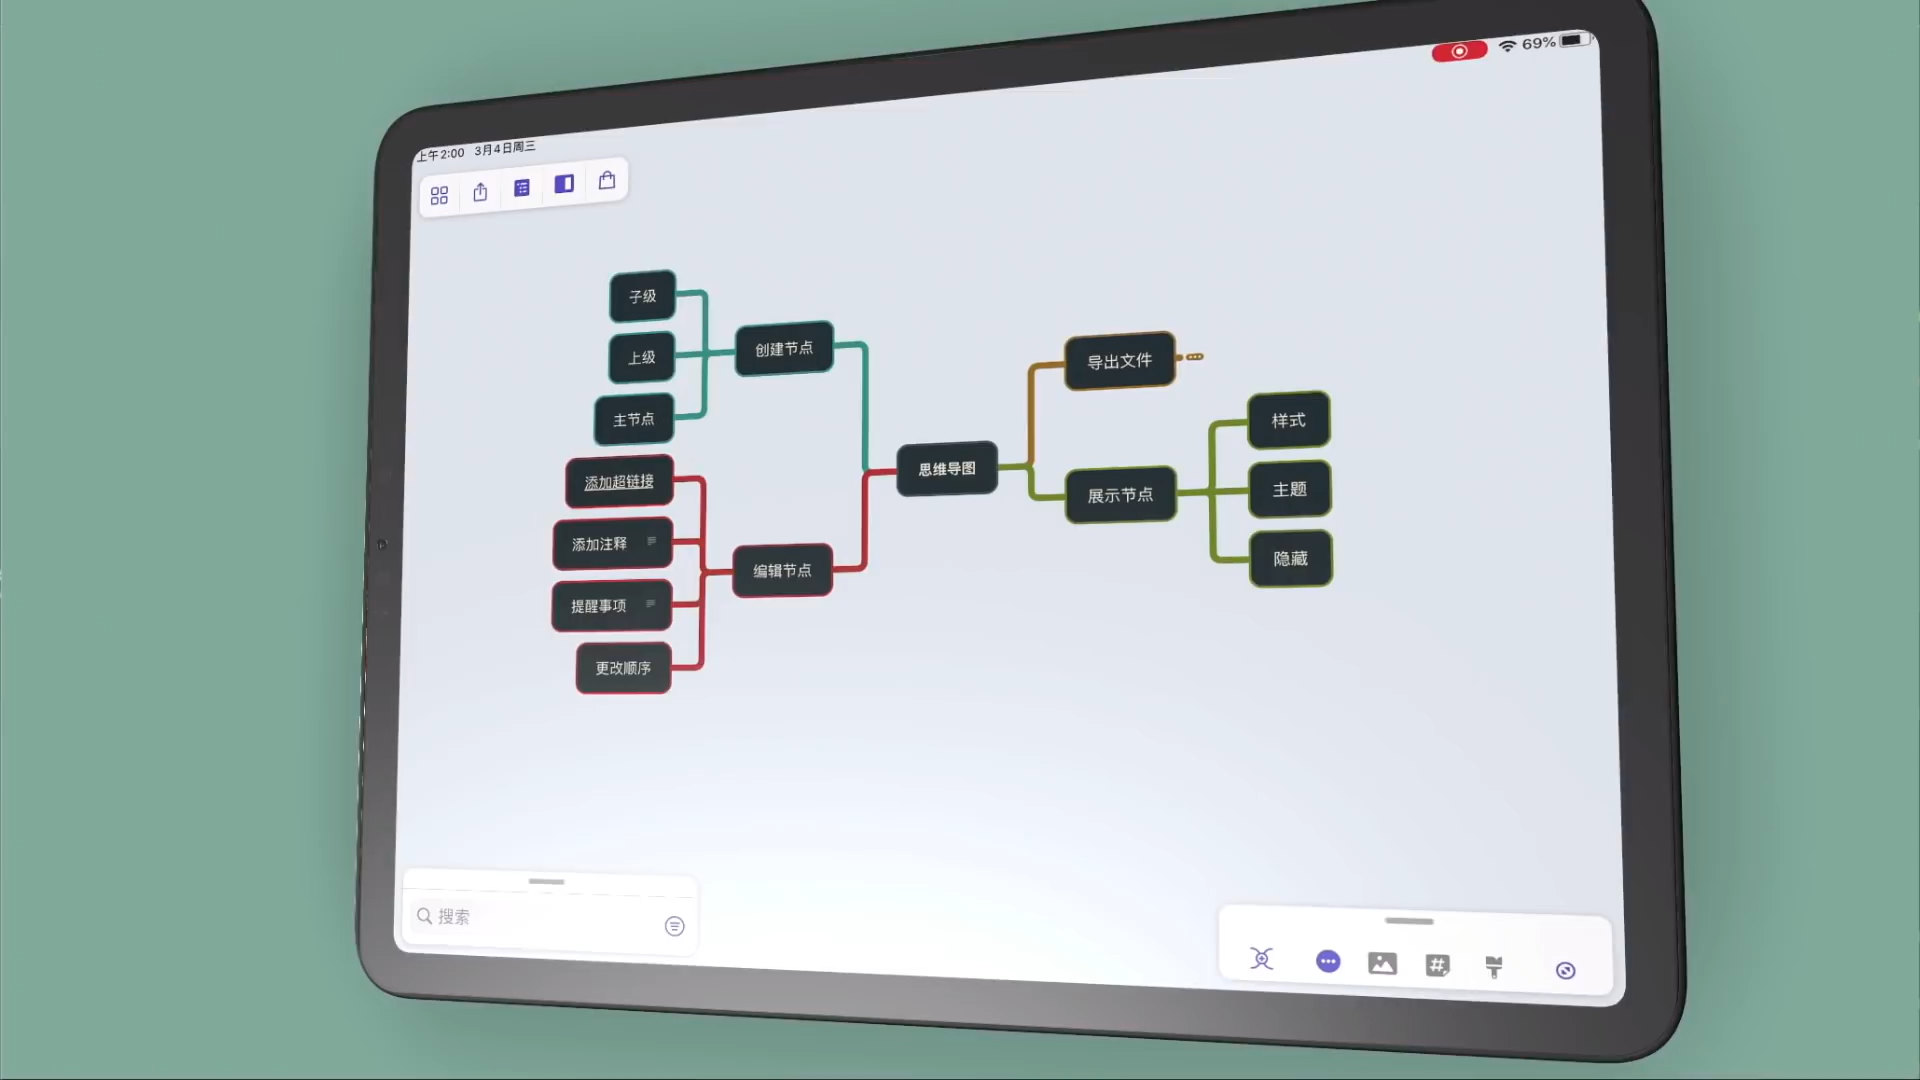 上午2:00 3月4日周三
69%
子级
上级
创建节点
主节点
添加超链接
添加注释
编辑节点
提醒事项
更改顺序
思维导图
导出文件
展示节点
样式
主题
隐藏
搜索